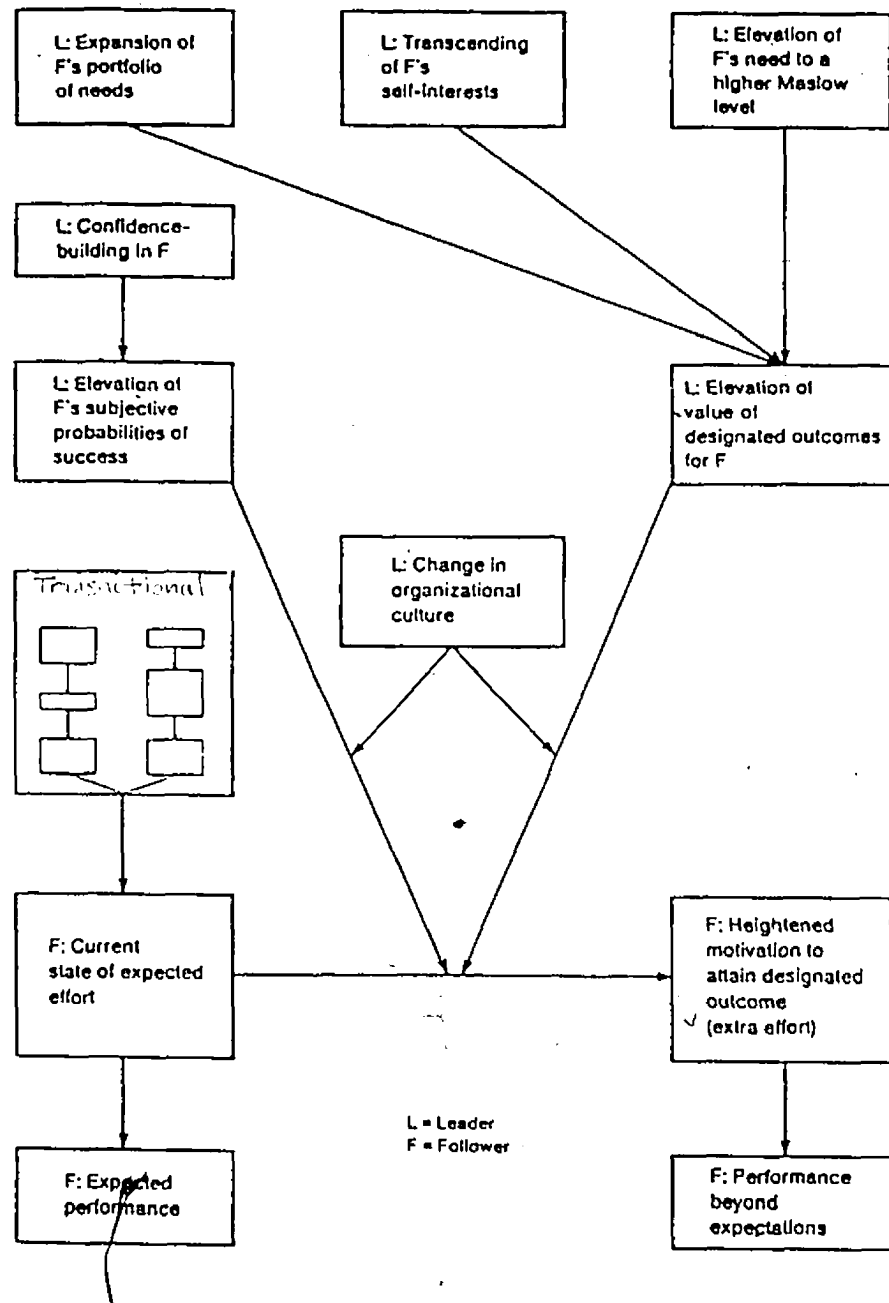 L: Expansion of
F's portfolio
of needs
L: Transcending
of F's
self-interests
L: Elevation of
F's need to a
higher Maslow
level
L: Confidence-
building in F
L: Elevation of
F's subjective
probabilities of
success
L: Elevation of
value of
designated outcomes
for F
L: Change in
organizational
culture
Transactional
F: Current
state of expected
effort
F: Heightened
motivation to
attain designated
outcome
(extra effort)
L = Leader
F = Follower
F: Expected
performance
F: Performance
beyond
expectations